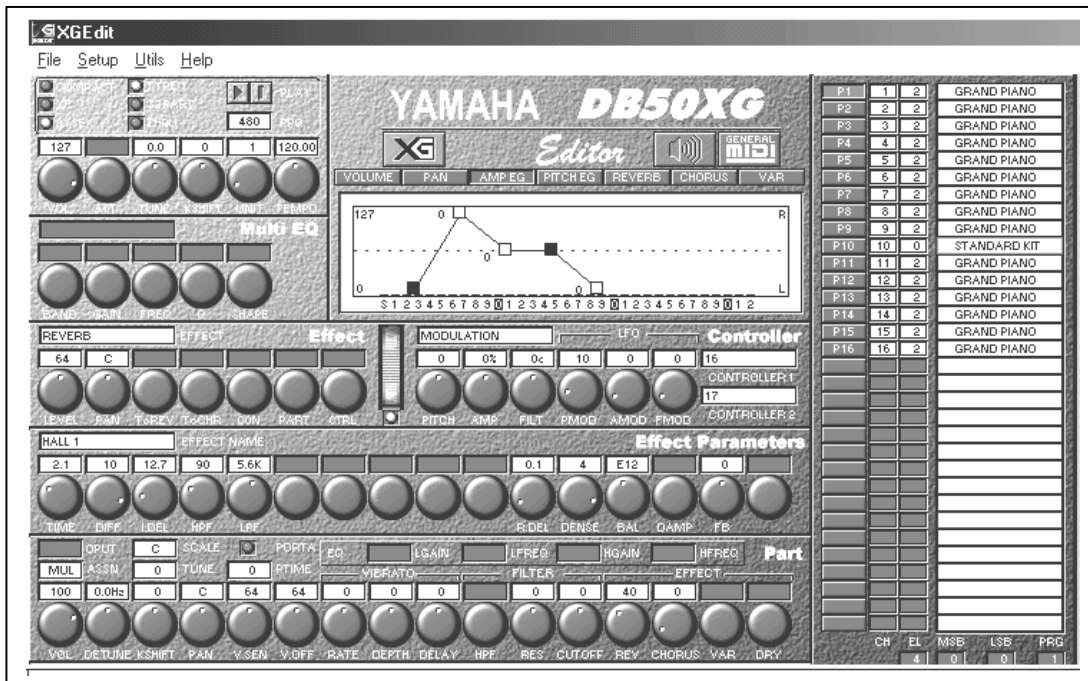 XGEdit
File Setup Utils Help
PLAY
480 PPQ
127 0.0 0 1 120.00
VOL ATT TUNE KSHIFT UNIT TEMPO
Multi EQ
BAND GAIN FREQ Q SHAPE
YAMAHA DB50XG
XG Editor GENERAL MIDI
VOLUME PAN AMP EG PITCH EG REVERB CHORUS VAR
127 0 R
0
0 0 L
S 1 2 3 4 5 6 7 8 9 0 1 2 3 4 5 6 7 8 9 0 1 2 3 4 5 6 7 8 9 0 1 2
REVERB EFFECT Effect
64 C
LEVEL PAN ToREV ToCHR CON PART CTRL
MODULATION LFO Controller
0 0% 0c 10 0 0 16
CONTROLLER 1
17
PITCH AMP FILT PMOD AMOD FMOD CONTROLLER 2
HALL 1 EFFECT NAME Effect Parameters
2.1 10 12.7 90 5.6K 0.1 4 E12 0
TIME DIFF I.DEL HPF LPF R.DEL DENSE BAL DAMP FB
OPUT C SCALE PORTA EQ LGAIN LFREQ HGAIN HFREQ Part
MUL ASSN 0 TUNE 0 PTIME VIBRATO FILTER EFFECT
100 0.0Hz 0 C 64 64 0 0 0 0 0 40 0
VOL DETUNE KSHIFT PAN V.SEN V.OFF RATE DEPTH DELAY HPF RES CUTOFF REV CHORUS VAR DRY
P1 1 2 GRAND PIANO
P2 2 2 GRAND PIANO
P3 3 2 GRAND PIANO
P4 4 2 GRAND PIANO
P5 5 2 GRAND PIANO
P6 6 2 GRAND PIANO
P7 7 2 GRAND PIANO
P8 8 2 GRAND PIANO
P9 9 2 GRAND PIANO
P10 10 0 STANDARD KIT
P11 11 2 GRAND PIANO
P12 12 2 GRAND PIANO
P13 13 2 GRAND PIANO
P14 14 2 GRAND PIANO
P15 15 2 GRAND PIANO
P16 16 2 GRAND PIANO
CH EL MSB LSB PRG
4 0 0 1